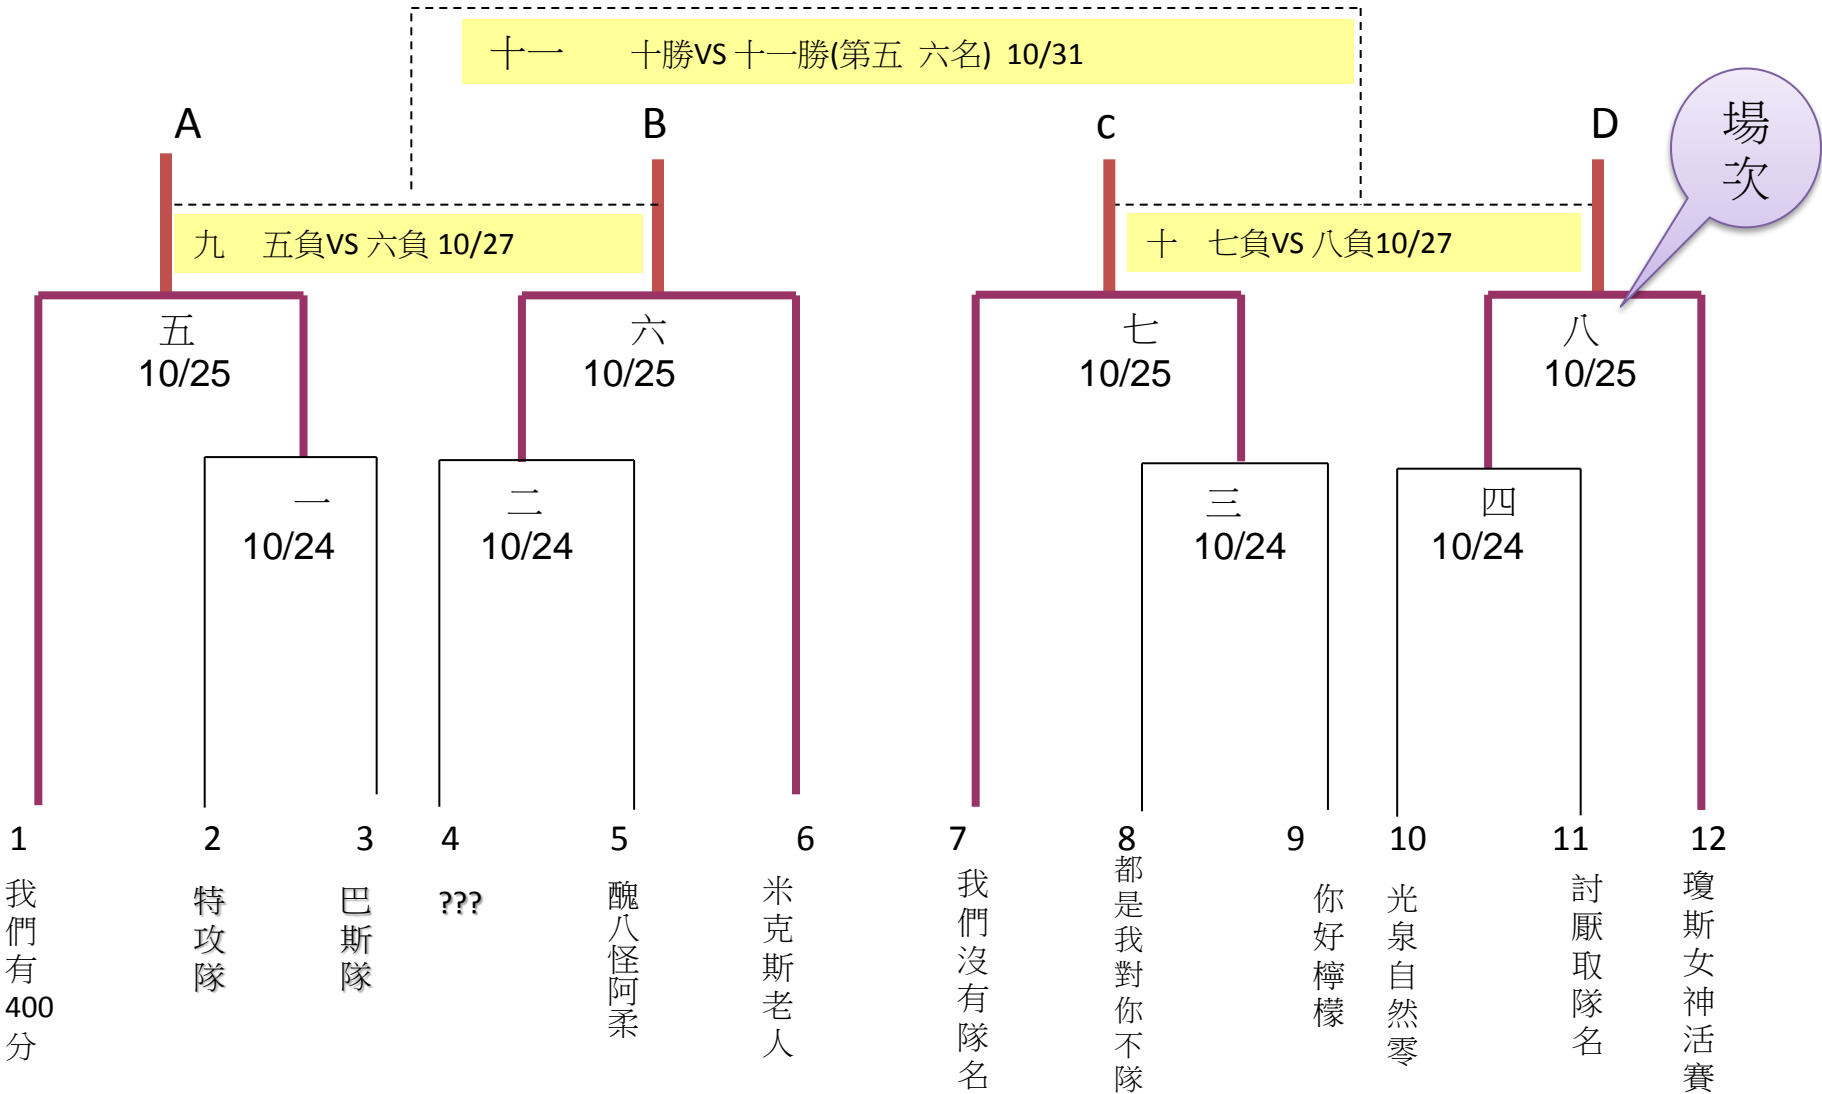 十一 十勝VS 十一勝(第五 六名) 10/31
A
B
c
D
場次
九 五負VS 六負 10/27
十 七負VS 八負10/27
五
10/25
六
10/25
七
10/25
八
10/25
一
10/24
二
10/24
三
10/24
四
10/24
1
2
3
4
5
6
7
8
9
10
11
12
我們有400分
特攻隊
巴斯隊
???
醜八怪阿柔
米克斯老人
我們沒有隊名
都是我對你不隊
你好檸檬
光泉自然零
討厭取隊名
瓊斯女神活賽